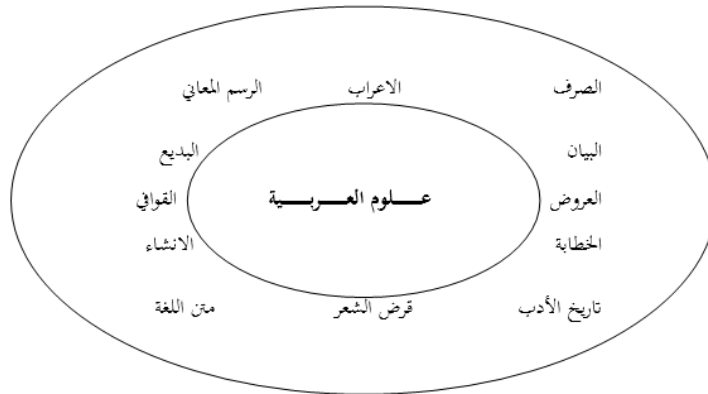 الصرف الاعراب الرسم المعاني
البيان البديع
العروض علوم العربية القوافي
الخطابة الانشاء
تاريخ الأدب قرض الشعر متن اللغة